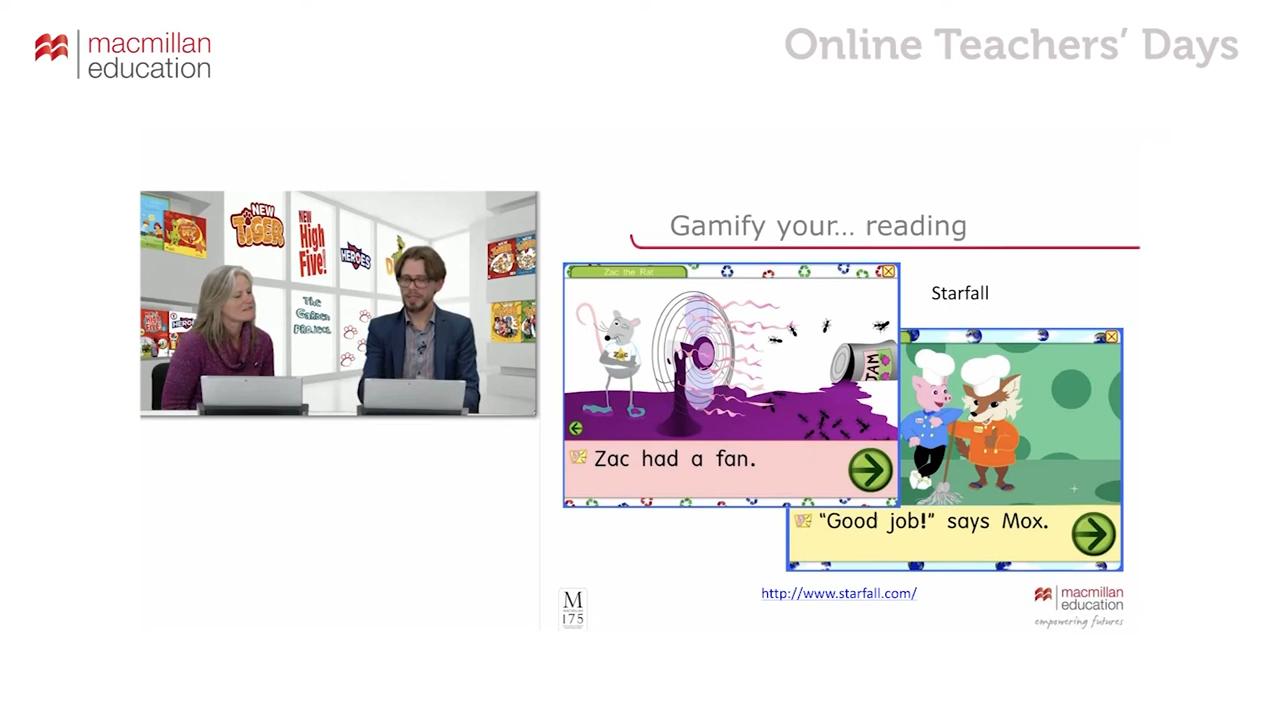 macmillan
education
Online Teachers' Days
NEW
TIGER
NEW
High
Five!
HEROES
THE
GARDEN
PROJECT
Gamify your... reading
Zac the Rat
Starfall
Zac
JAM
Zac had a fan.
"Good job!" says Mox.
http://www.starfall.com/
M
175
macmillan
education
empowering futures